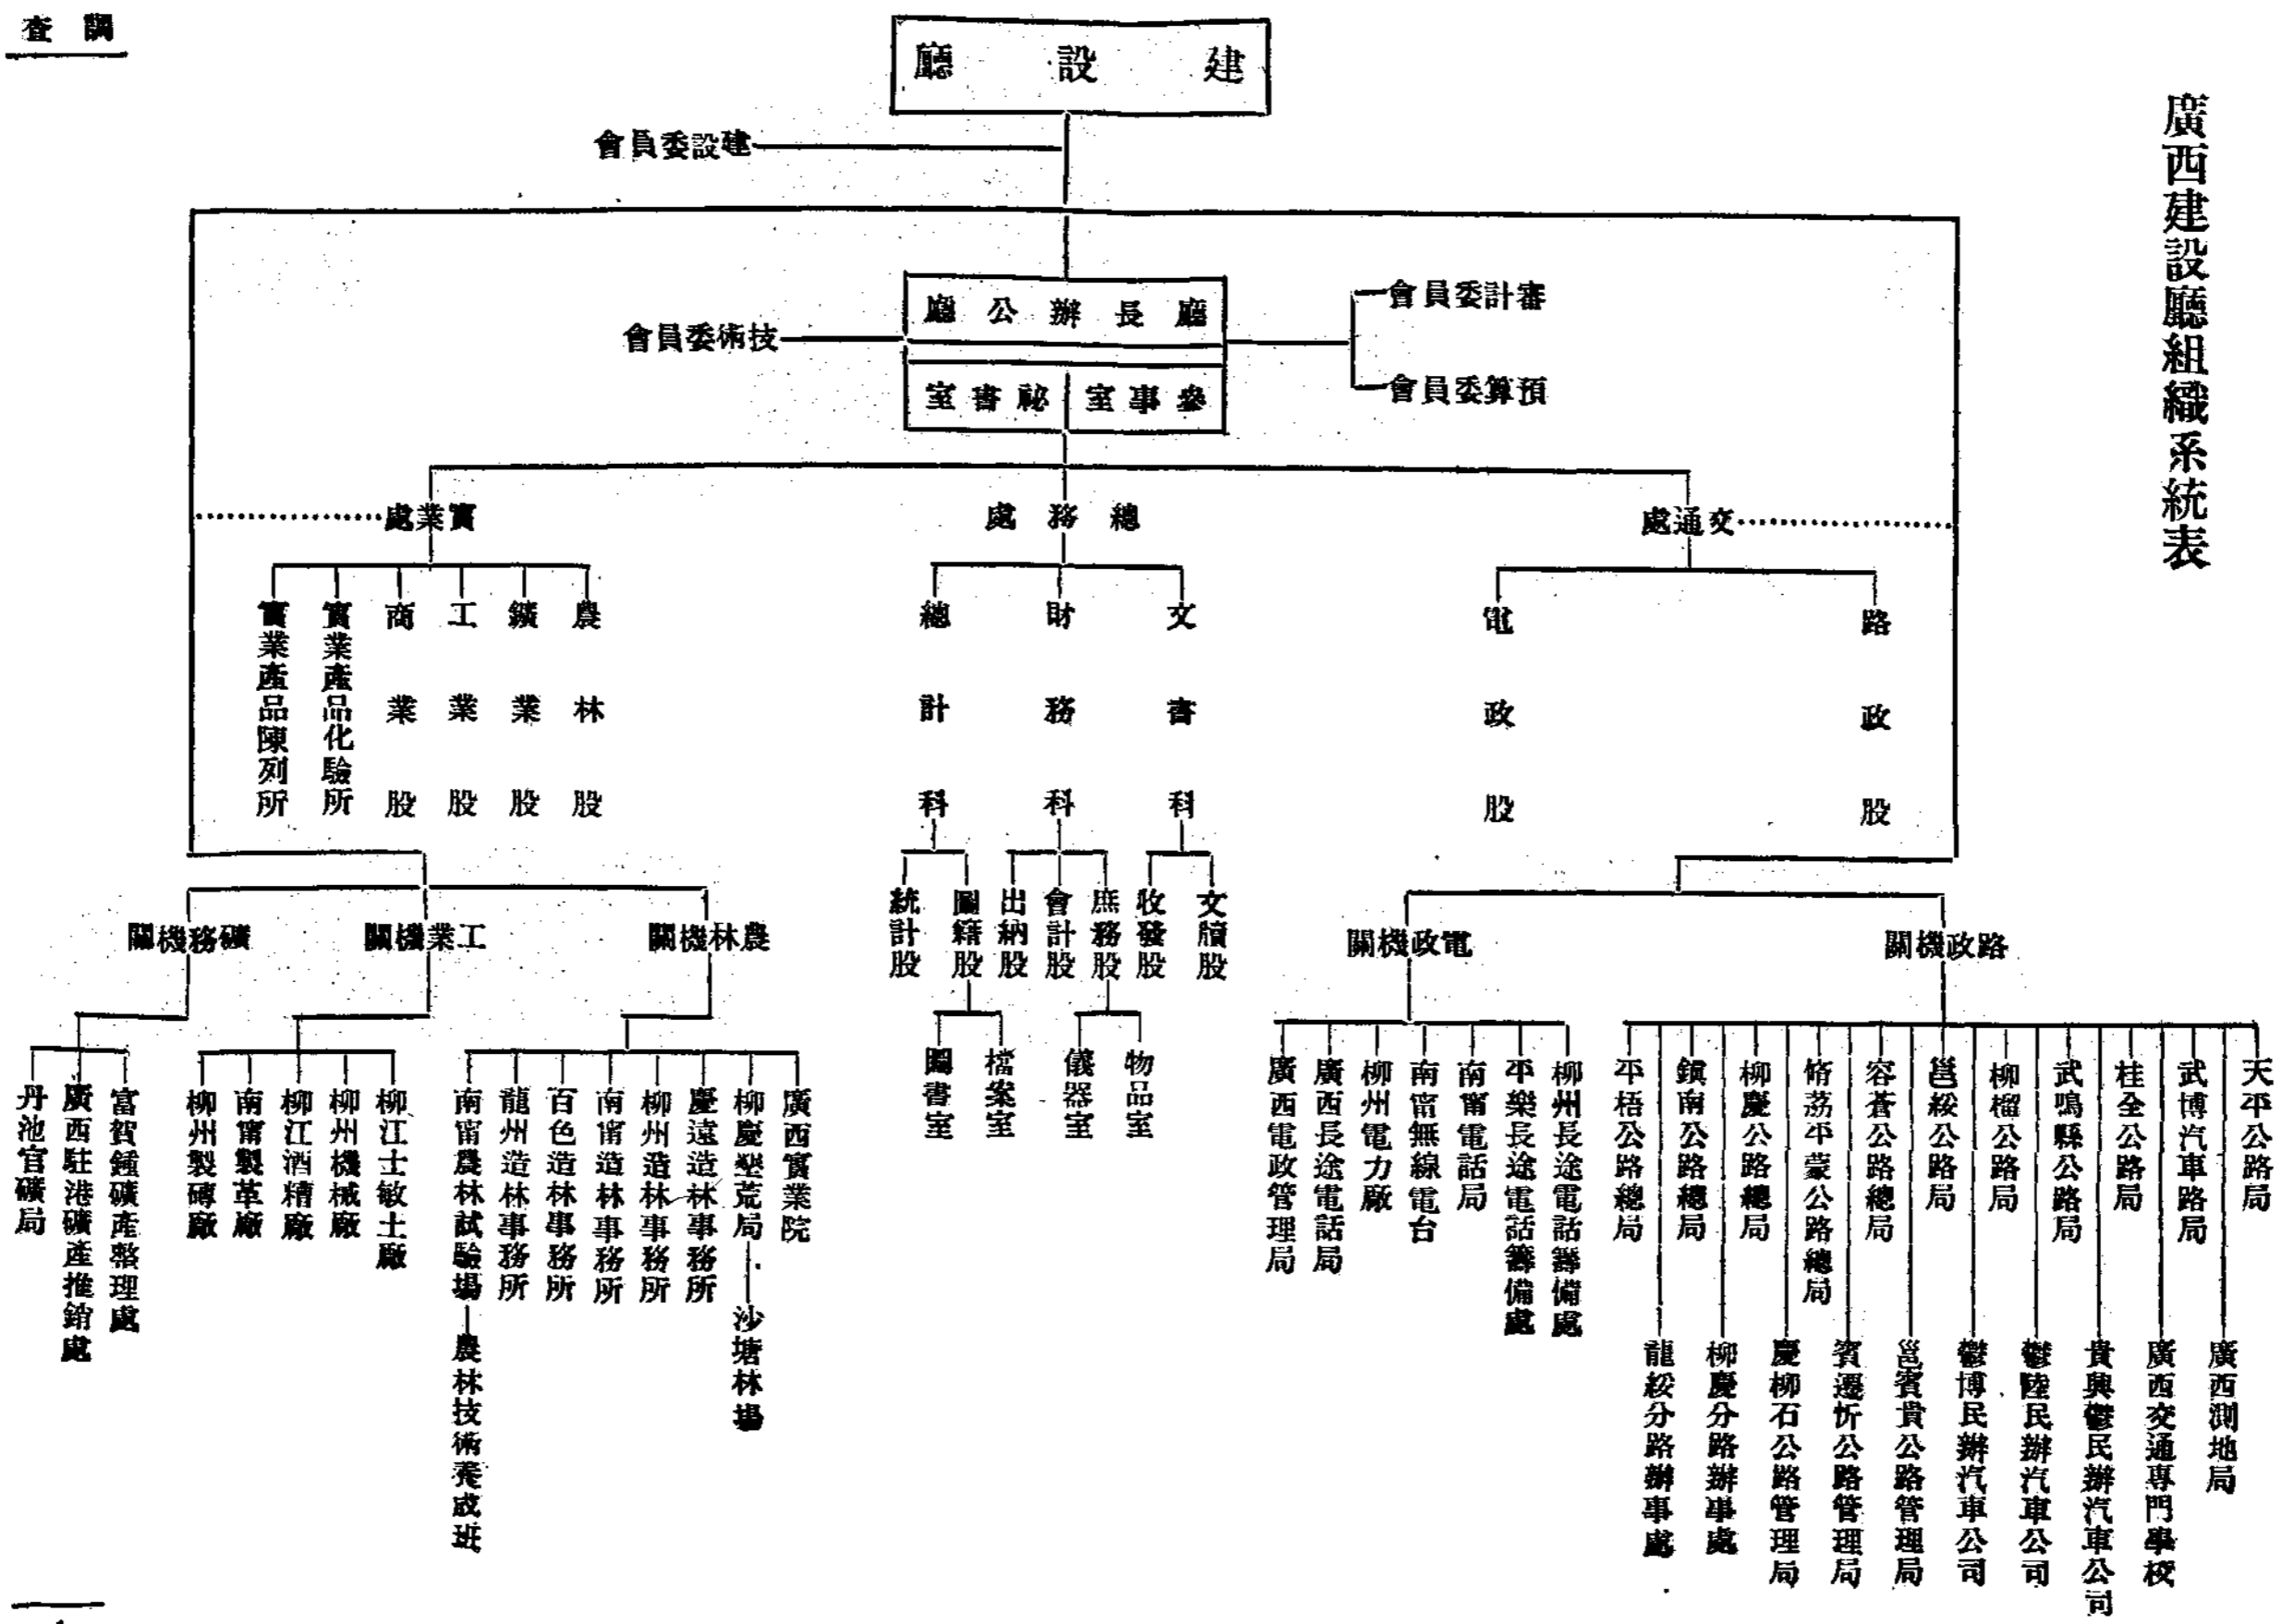 調查
廣西建設廳組織系統表
建設廳
建設委員會
廳長辦公廳
參事室
祕書室
技術委員會
審計委員會
預算委員會
交通處
總務處
實業處
路政股
電政股
文書科
財務科
總計科
農林股
鑛業股
工業股
商業股
實業產品化驗所
實業產品陳列所
文牘股
收發股
庶務股
會計股
出納股
圖籍股
統計股
物品室
儀器室
檔案室
圖書室
路政機關
電政機關
農林機關
工業機關
礦務機關
天平公路局
廣西測地局
武博汽車路局
廣西交通專門學校
桂全公路局
貴興鬱民辦汽車公司
武鳴縣公路局
鬱陸民辦汽車公司
柳榴公路局
鬱博民辦汽車公司
邕綏公路局
邕賓貴公路管理局
容蒼公路總局
賓遷忻公路管理局
脩荔平蒙公路總局
慶柳石公路管理局
柳慶公路總局
柳慶分路辦事處
鎮南公路總局
龍綏分路辦事處
平梧公路總局
柳州長途電話籌備處
平樂長途電話籌備處
南甯電話局
南甯無線電台
柳州電力廠
廣西長途電話局
廣西電政管理局
廣西實業院
柳慶墾荒局
沙塘林場
慶遠造林事務所
柳州造林事務所
南甯造林事務所
百色造林事務所
龍州造林事務所
南甯農林試驗場
農林技術養成班
柳江士敏土廠
柳州機械廠
柳江酒精廠
南甯製革廠
柳州製磚廠
富賀鍾礦產整理處
廣西駐港礦產推銷處
丹池官礦局